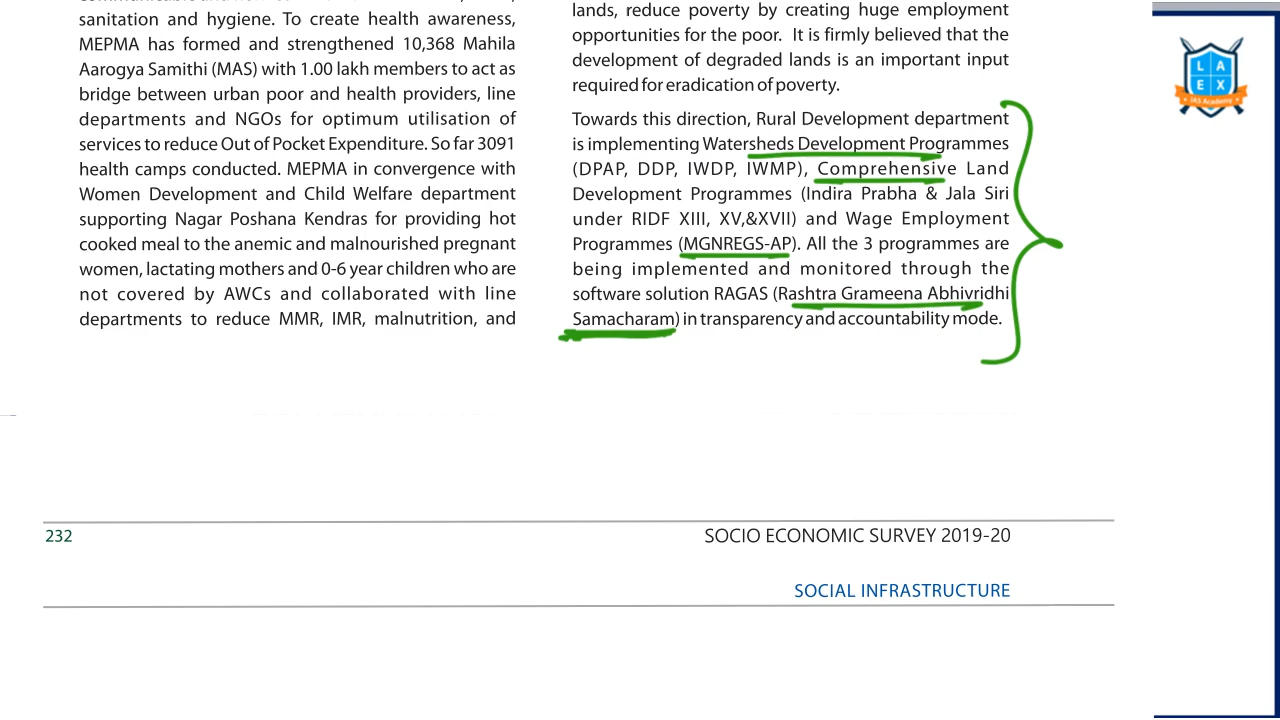 sanitation and hygiene. To create health awareness,
MEPMA has formed and strengthened 10,368 Mahila
Aarogya Samithi (MAS) with 1.00 lakh members to act as
bridge between urban poor and health providers, line
departments and NGOs for optimum utilisation of
services to reduce Out of Pocket Expenditure. So far 3091
health camps conducted. MEPMA in convergence with
Women Development and Child Welfare department
supporting Nagar Poshana Kendras for providing hot
cooked meal to the anemic and malnourished pregnant
women, lactating mothers and 0-6 year children who are
not covered by AWCs and collaborated with line
departments to reduce MMR, IMR, malnutrition, and
lands, reduce poverty by creating huge employment
opportunities for the poor. It is firmly believed that the
development of degraded lands is an important input
required for eradication of poverty.
Towards this direction, Rural Development department
is implementing Watersheds Development Programmes
(DPAP, DDP, IWDP, IWMP), Comprehensive Land
Development Programmes (Indira Prabha & Jala Siri
under RIDF XIII, XV,&XVII) and Wage Employment
Programmes (MGNREGS-AP). All the 3 programmes are
being implemented and monitored through the
software solution RAGAS (Rashtra Grameena Abhivridhi
Samacharam) in transparency and accountability mode.
232
SOCIO ECONOMIC SURVEY 2019-20
SOCIAL INFRASTRUCTURE
L A
E X
IAS Academy